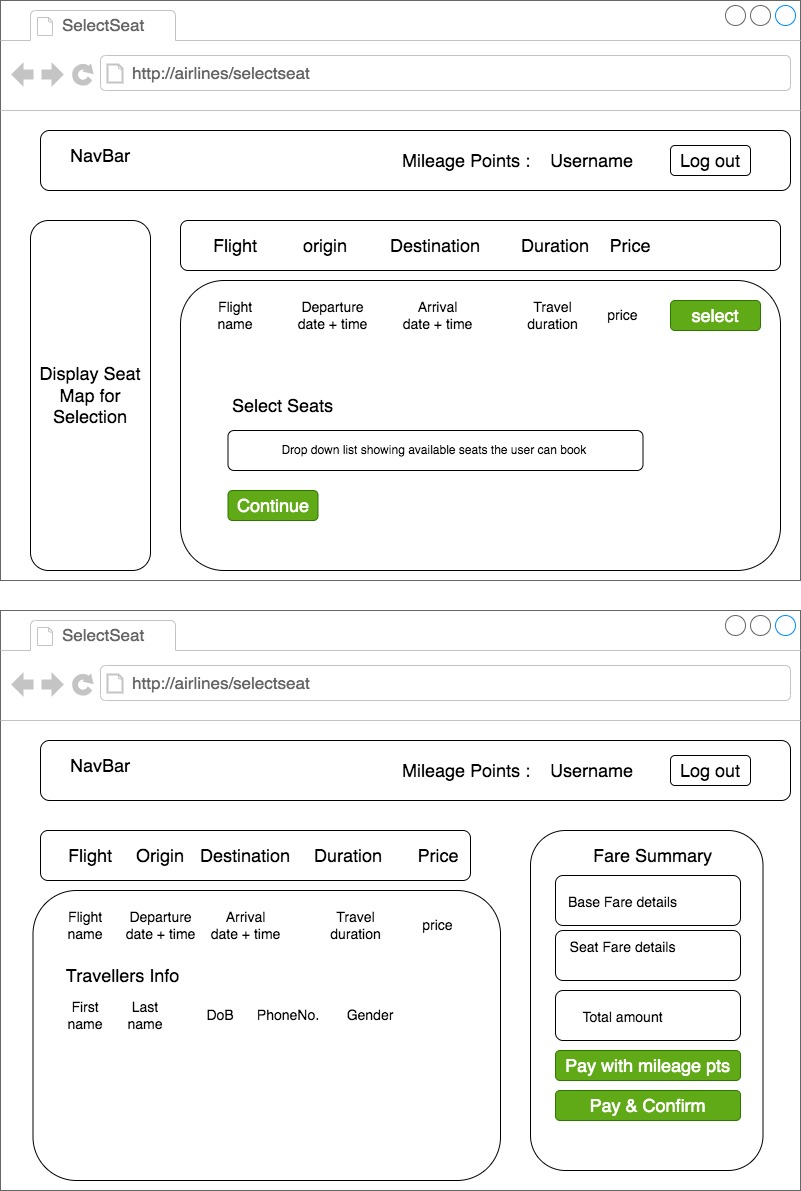 SelectSeat
http://airlines/selectseat
NavBar
Mileage Points : Username Log out
Flight origin Destination Duration Price
Flight Departure Arrival Travel
name date + time date + time duration price select
Display Seat
Map for
Selection
Select Seats
Drop down list showing available seats the user can book
Continue
SelectSeat
http://airlines/selectseat
NavBar
Mileage Points : Username Log out
Flight Origin Destination Duration Price
Flight Departure Arrival Travel
name date + time date + time duration price
Travellers Info
First Last
name name DoB PhoneNo. Gender
Fare Summary
Base Fare details
Seat Fare details
Total amount
Pay with mileage pts
Pay & Confirm